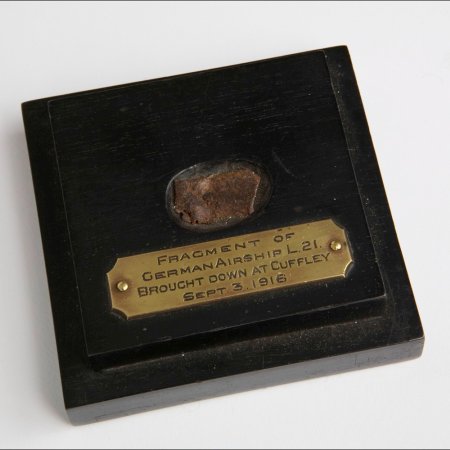 FRAGMENT OF
GERMAN AIRSHIP L.21.
BROUGHT DOWN AT CUFFLEY
SEPT. 3. 1916